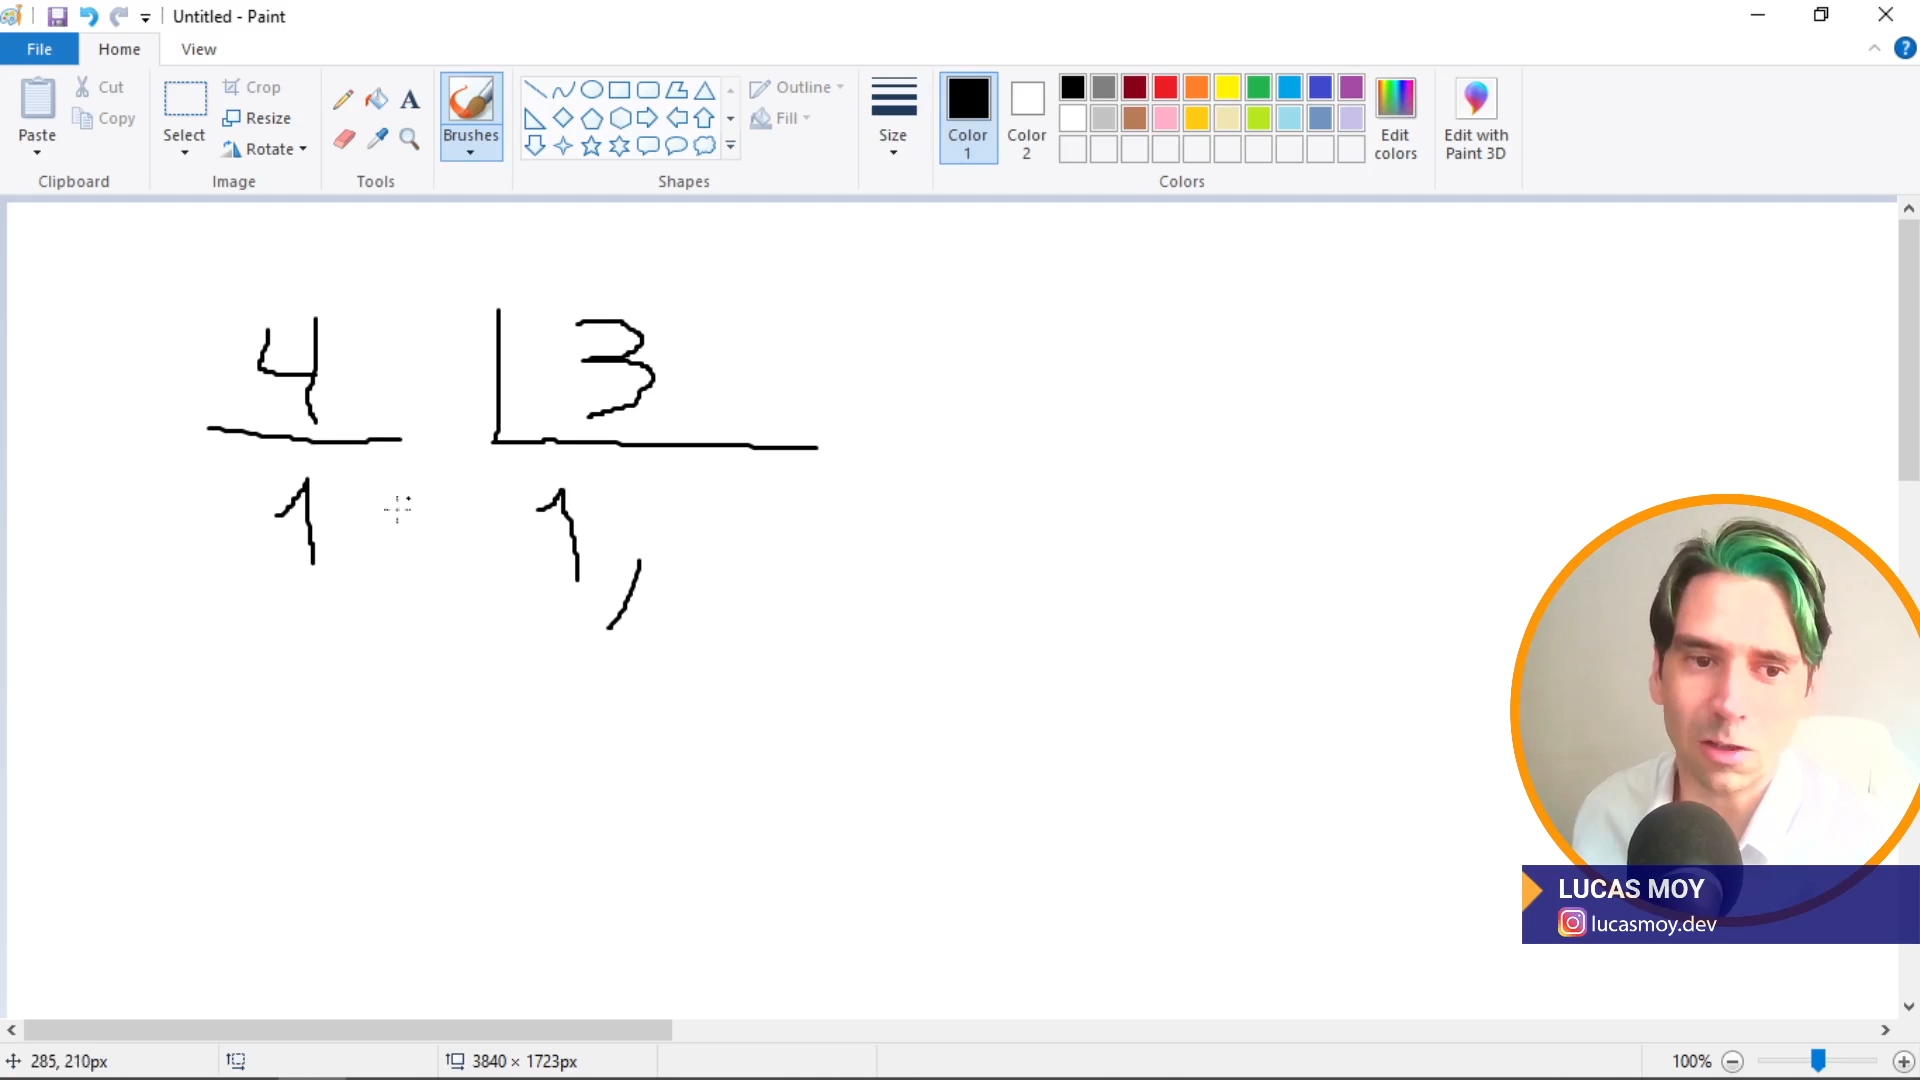 Untitled - Paint
File Home View
Paste Cut Copy Clipboard
Select Crop Resize Rotate Image
A Tools
Brushes
Shapes Outline Fill
Size
Color 1 Color 2 Edit colors Colors
Edit with Paint 3D
?
4 3
1 1,
LUCAS MOY
lucasmoy.dev
285, 210px 3840 × 1723px 100%